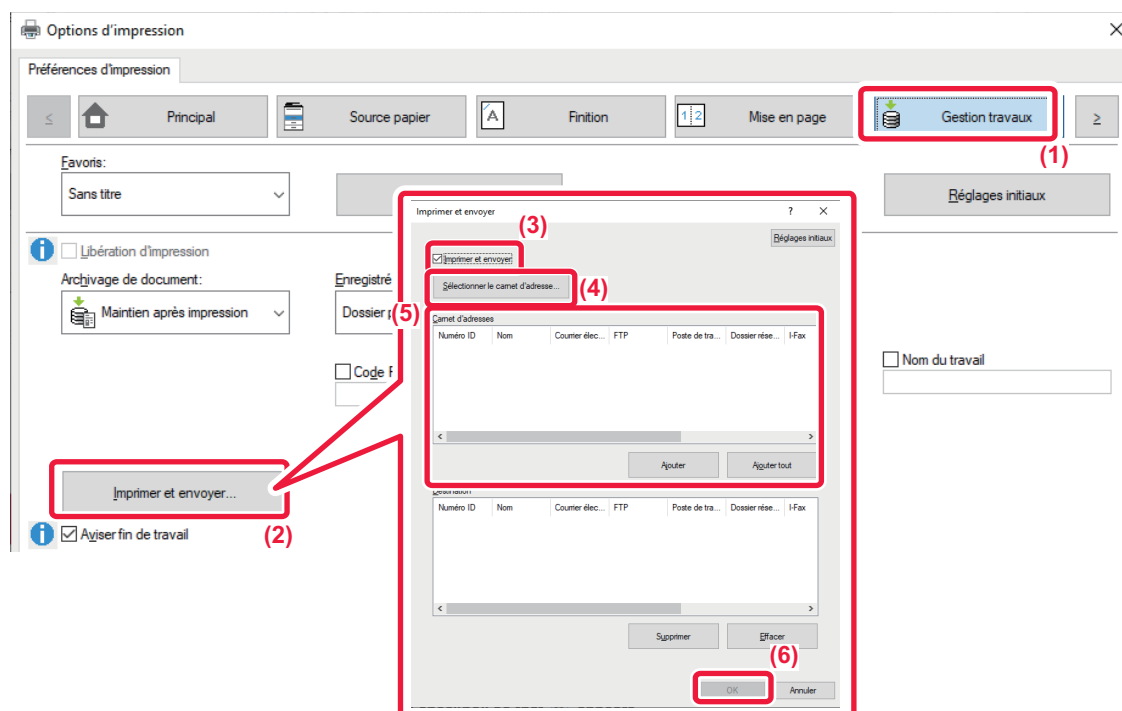 Options d'impression
Préférences d'impression
< Principal Source papier Finition Mise en page Gestion travaux >
(1)
Favoris:
Sans titre
Réglages initiaux
Imprimer et envoyer ? ×
(3)
Réglages initiaux
Libération d'impression
Imprimer et envoyer
Archivage de document:
Enregistré
Sélectionner le carnet d'adresse...
(4)
Maintien après impression
Dossier p
(5)
Carnet d'adresses
Numéro ID Nom Courrier élec... FTP Poste de tra... Dossier rése... I-Fax
Code F
Nom du travail
Ajouter Ajouter tout
Imprimer et envoyer...
(2)
Destination
Numéro ID Nom Courrier élec... FTP Poste de tra... Dossier rése... I-Fax
Aviser fin de travail
Supprimer Effacer
(6)
OK Annuler